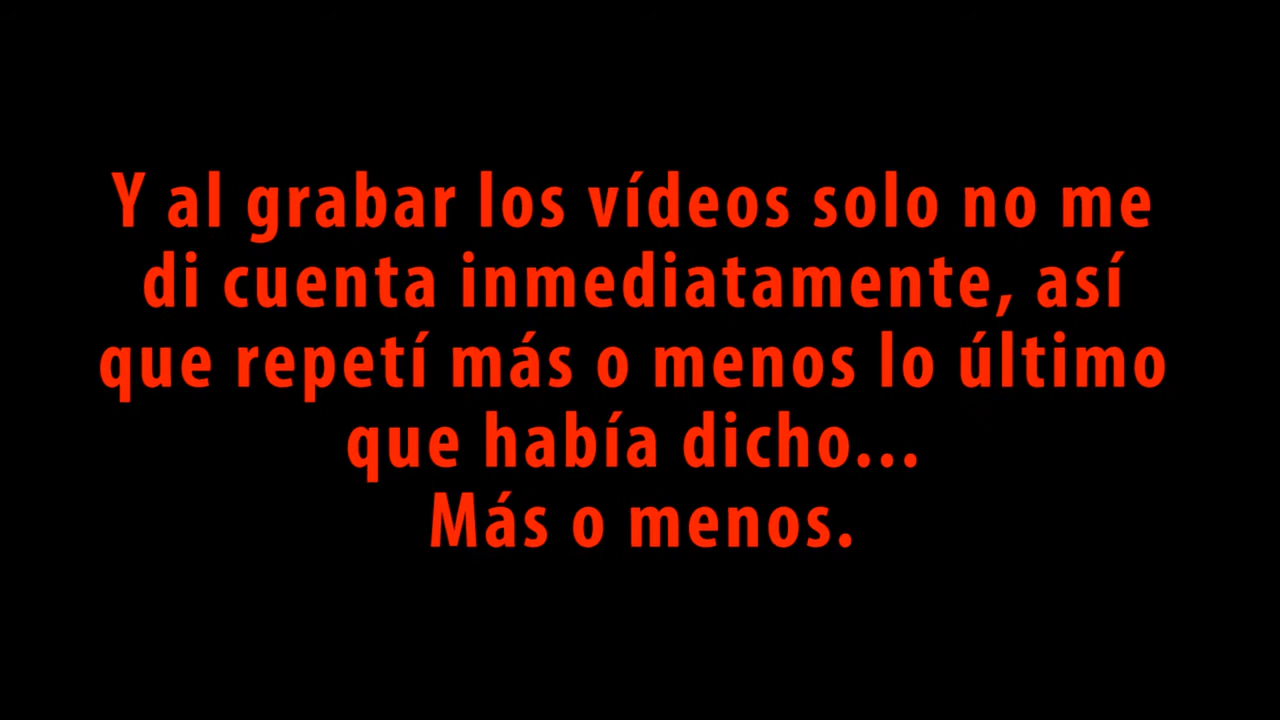 Y al grabar los vídeos solo no me
di cuenta inmediatamente, así
que repetí más o menos lo último
que había dicho...
Más o menos.